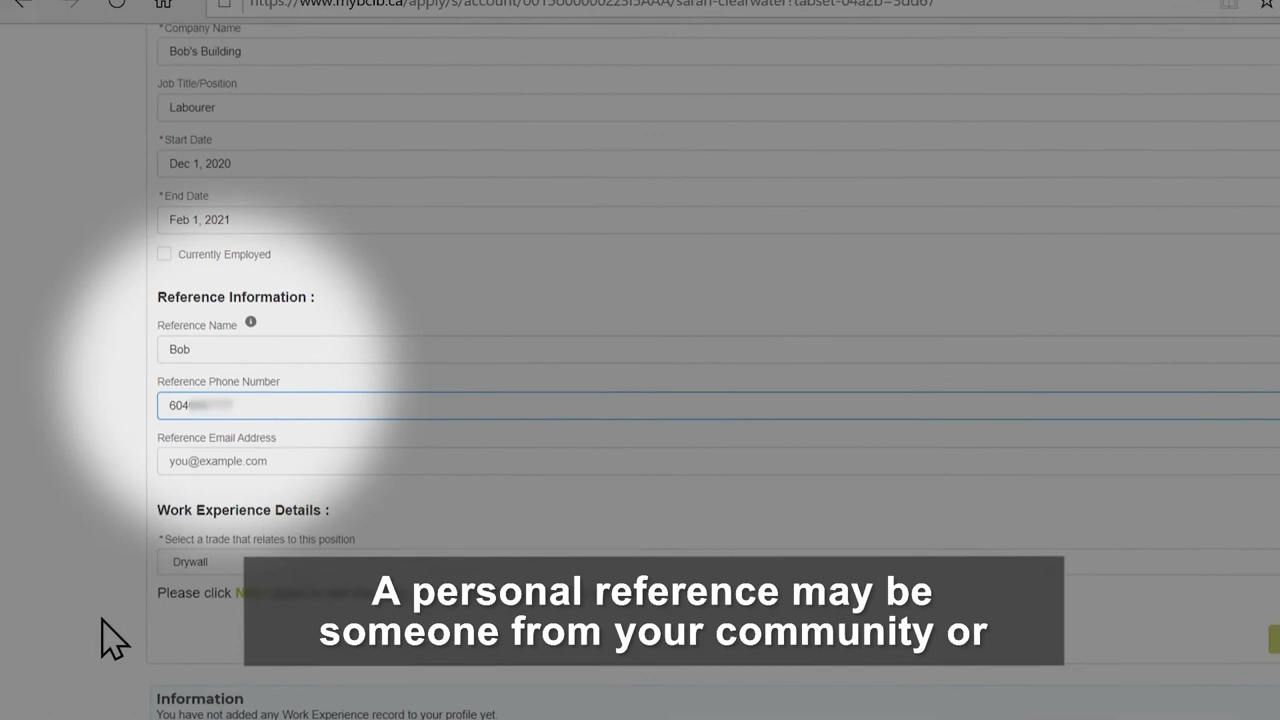 *Company Name
Bob's Building
Job Title/Position
Labourer
*Start Date
Dec 1, 2020
*End Date
Feb 1, 2021
Currently Employed
Reference Information :
Reference Name
Bob
Reference Phone Number
604
Reference Email Address
you@example.com
Work Experience Details :
*Select a trade that relates to this position
Drywall
Please click
A personal reference may be
someone from your community or
Information
You have not added any Work Experience record to your profile yet.